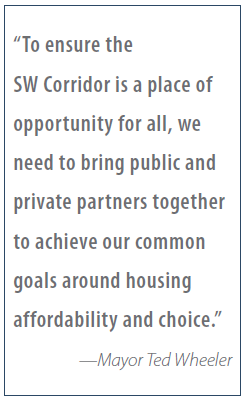 “To ensure the
SW Corridor is a place of
opportunity for all, we
need to bring public and
private partners together
to achieve our common
goals around housing
affordability and choice.”
—Mayor Ted Wheeler